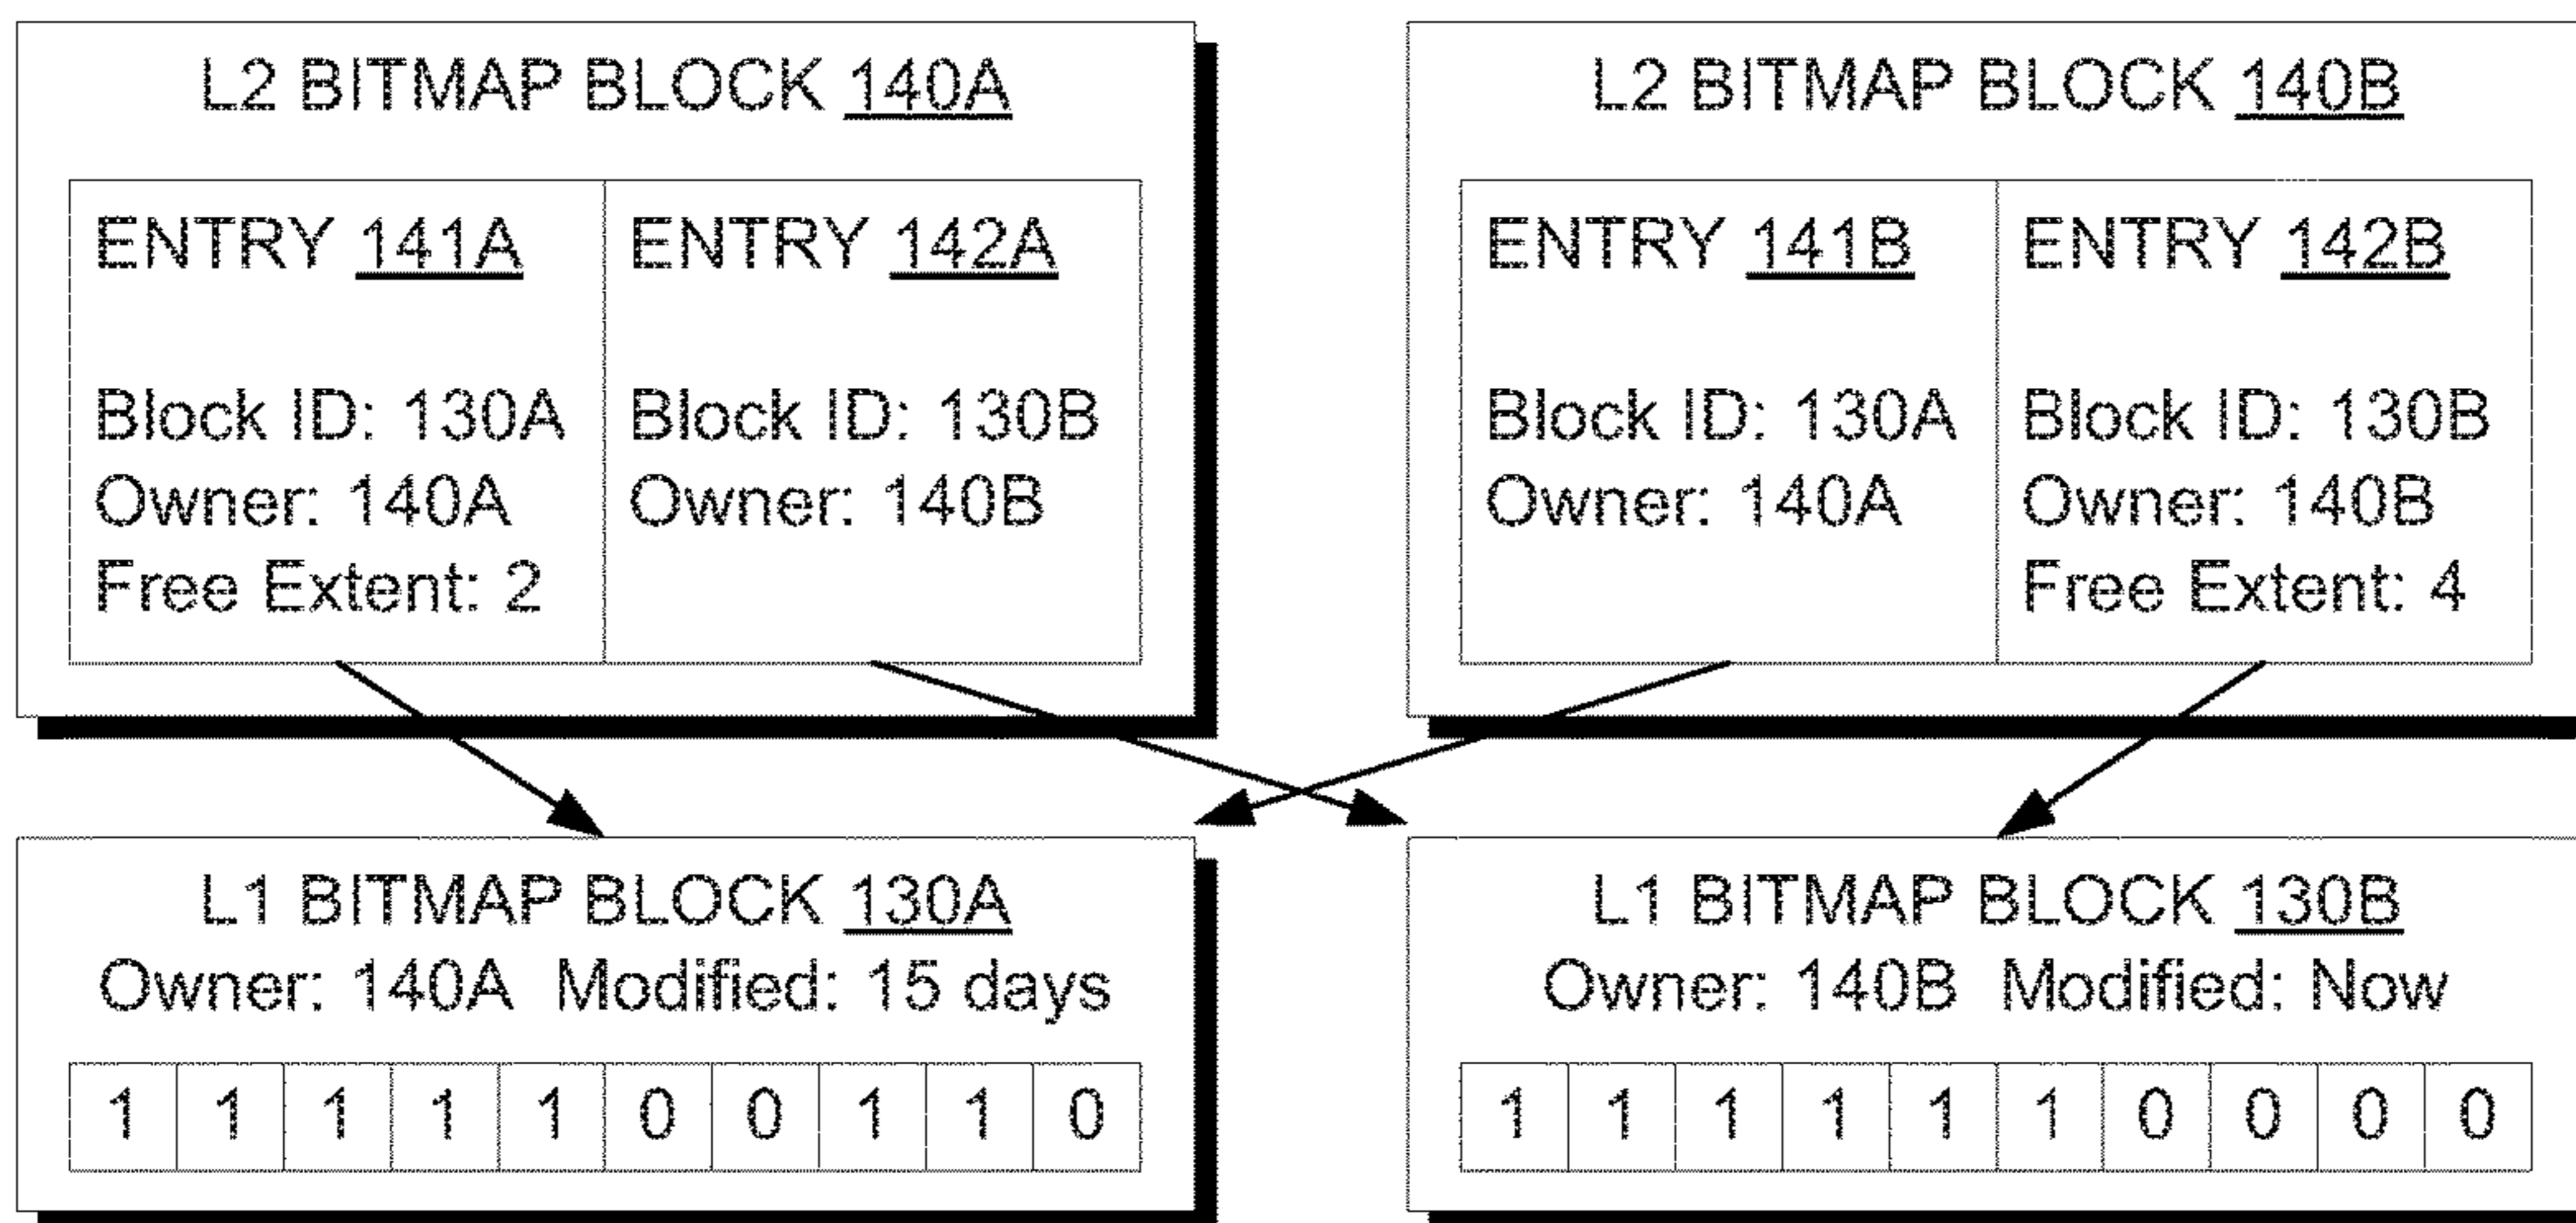 L2 BITMAP BLOCK 140A
ENTRY 141A
Block ID: 130A
Owner: 140A
Free Extent: 2
ENTRY 142A
Block ID: 130B
Owner: 140B
L2 BITMAP BLOCK 140B
ENTRY 141B
Block ID: 130A
Owner: 140A
ENTRY 142B
Block ID: 130B
Owner: 140B
Free Extent: 4
L1 BITMAP BLOCK 130A
Owner: 140A Modified: 15 days
1 1 1 1 1 0 0 1 1 0
L1 BITMAP BLOCK 130B
Owner: 140B Modified: Now
1 1 1 1 1 1 0 0 0 0